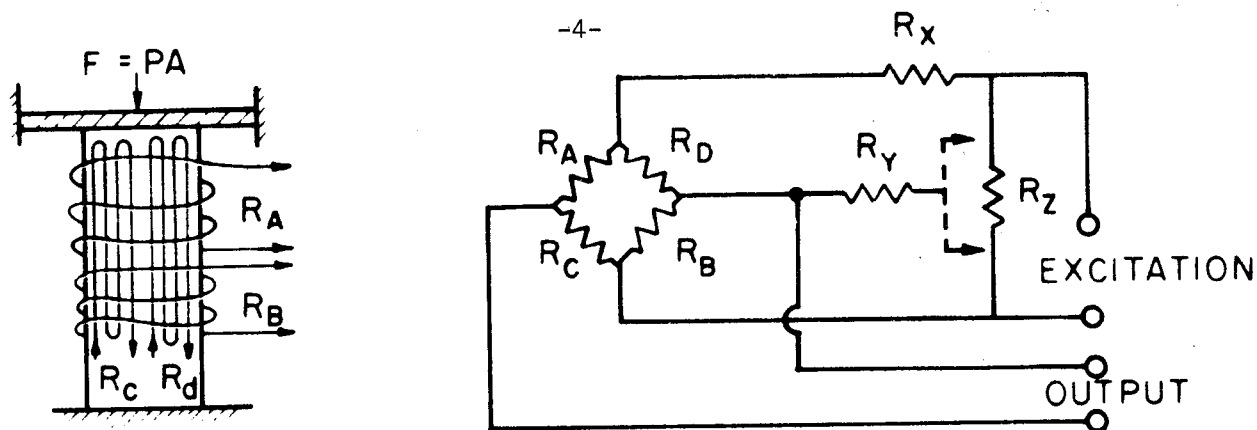 -4-
F = PA
R_A
R_B
R_c
R_d
R_X
R_A
R_D
R_Y
R_Z
R_C
R_B
EXCITATION
OUTPUT